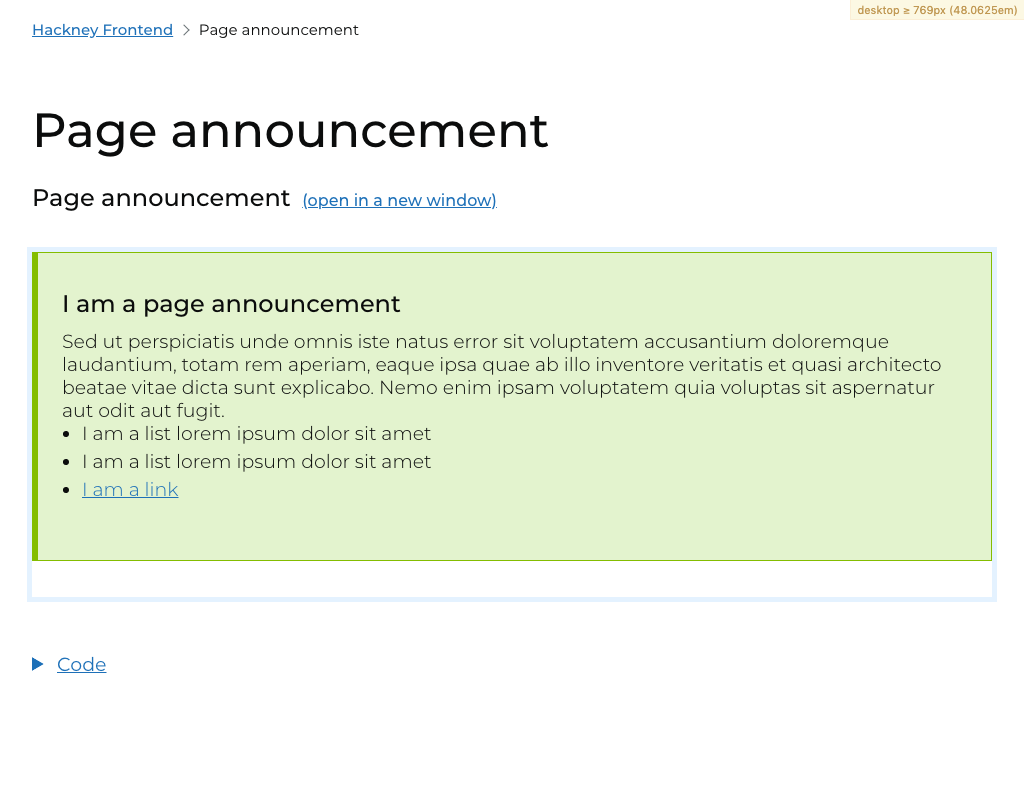 desktop ≥ 769px (48.0625em)
Hackney Frontend > Page announcement
Page announcement
Page announcement (open in a new window)
I am a page announcement
Sed ut perspiciatis unde omnis iste natus error sit voluptatem accusantium doloremque
laudantium, totam rem aperiam, eaque ipsa quae ab illo inventore veritatis et quasi architecto
beatae vitae dicta sunt explicabo. Nemo enim ipsam voluptatem quia voluptas sit aspernatur
aut odit aut fugit.
• I am a list lorem ipsum dolor sit amet
• I am a list lorem ipsum dolor sit amet
• I am a link
Code